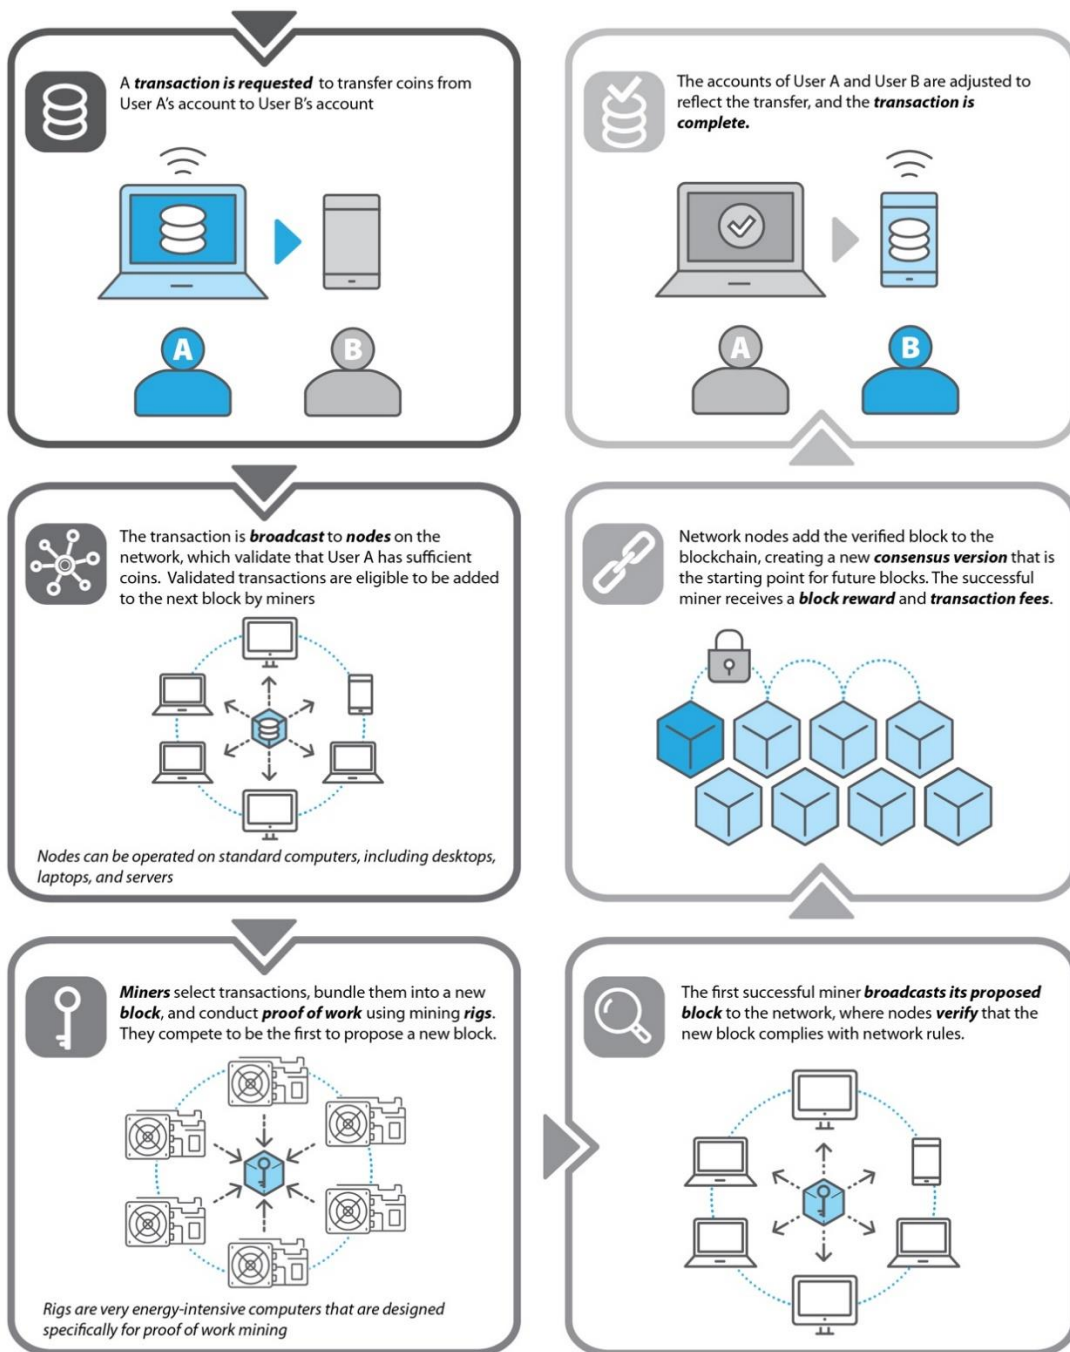 A transaction is requested to transfer coins from
User A's account to User B's account
A
B
The transaction is broadcast to nodes on the
network, which validate that User A has sufficient
coins. Validated transactions are eligible to be added
to the next block by miners
Nodes can be operated on standard computers, including desktops,
laptops, and servers
Miners select transactions, bundle them into a new
block, and conduct proof of work using mining rigs.
They compete to be the first to propose a new block.
Rigs are very energy-intensive computers that are designed
specifically for proof of work mining
The first successful miner broadcasts its proposed
block to the network, where nodes verify that the
new block complies with network rules.
Network nodes add the verified block to the
blockchain, creating a new consensus version that is
the starting point for future blocks. The successful
miner receives a block reward and transaction fees.
The accounts of User A and User B are adjusted to
reflect the transfer, and the transaction is
complete.
A
B